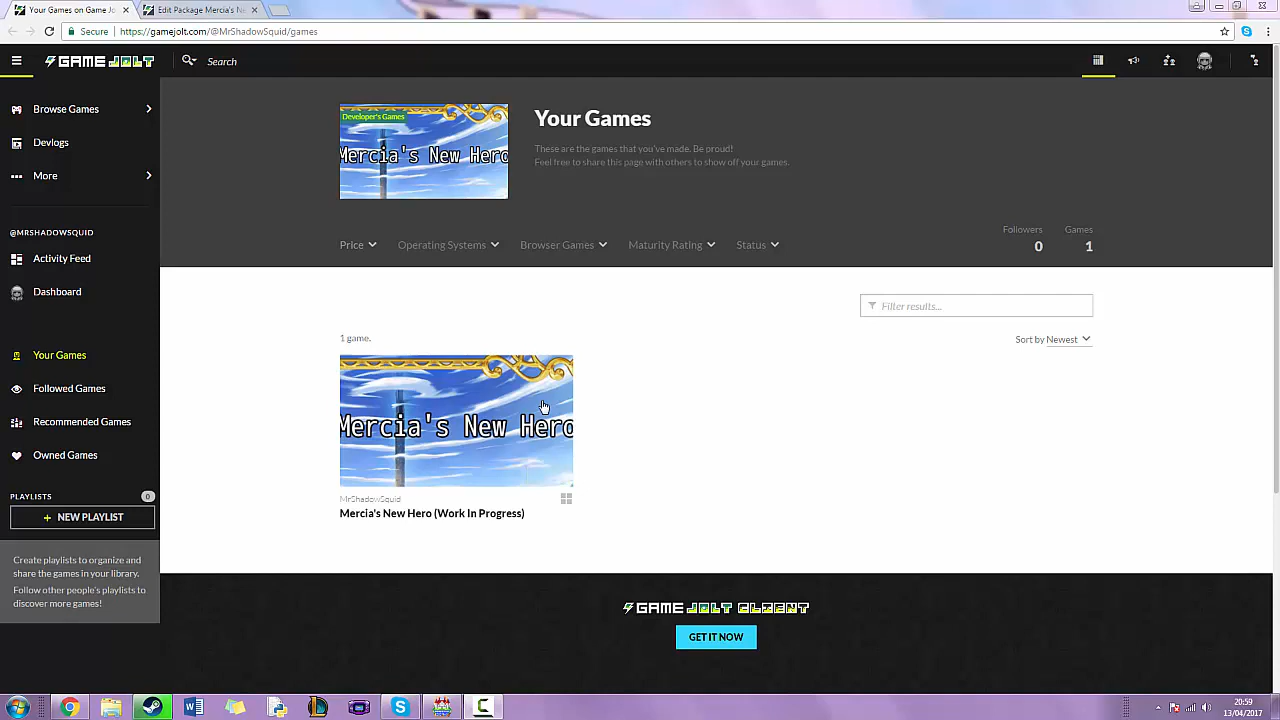 Your Games on Game Jo
Edit Package Mercia's Ne
Secure
https://gamejolt.com/@MrShadowSquid/games
GAME JOLT
Search
Browse Games
Devlogs
More
@MRSHADOWSQUID
Activity Feed
Dashboard
Your Games
Followed Games
Recommended Games
Owned Games
PLAYLISTS
0
+ NEW PLAYLIST
Create playlists to organize and
share the games in your library.
Follow other people's playlists to
discover more games!
Developer's Games
Mercia's New Hero
Your Games
These are the games that you've made. Be proud!
Feel free to share this page with others to show off your games.
Price
Operating Systems
Browser Games
Maturity Rating
Status
Followers
0
Games
1
Filter results...
1 game.
Sort by Newest
Mercia's New Hero
MrShadowSquid
Mercia's New Hero (Work In Progress)
GAME JOLT CLIENT
GET IT NOW
20:59
13/04/2017